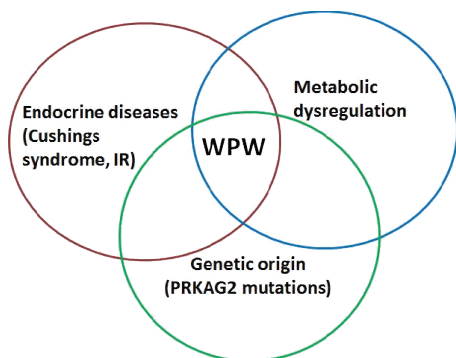 Endocrine diseases
(Cushings
syndrome, IR)
Metabolic
dysregulation
WPW
Genetic origin
(PRKAG2 mutations)